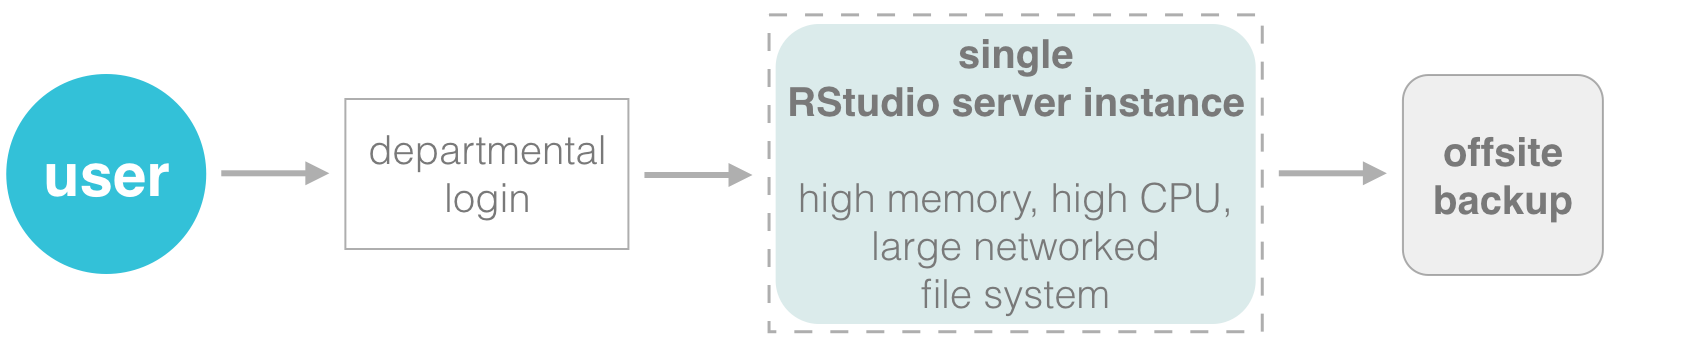 user
departmental
login
single
RStudio server instance
high memory, high CPU,
large networked
file system
offsite
backup